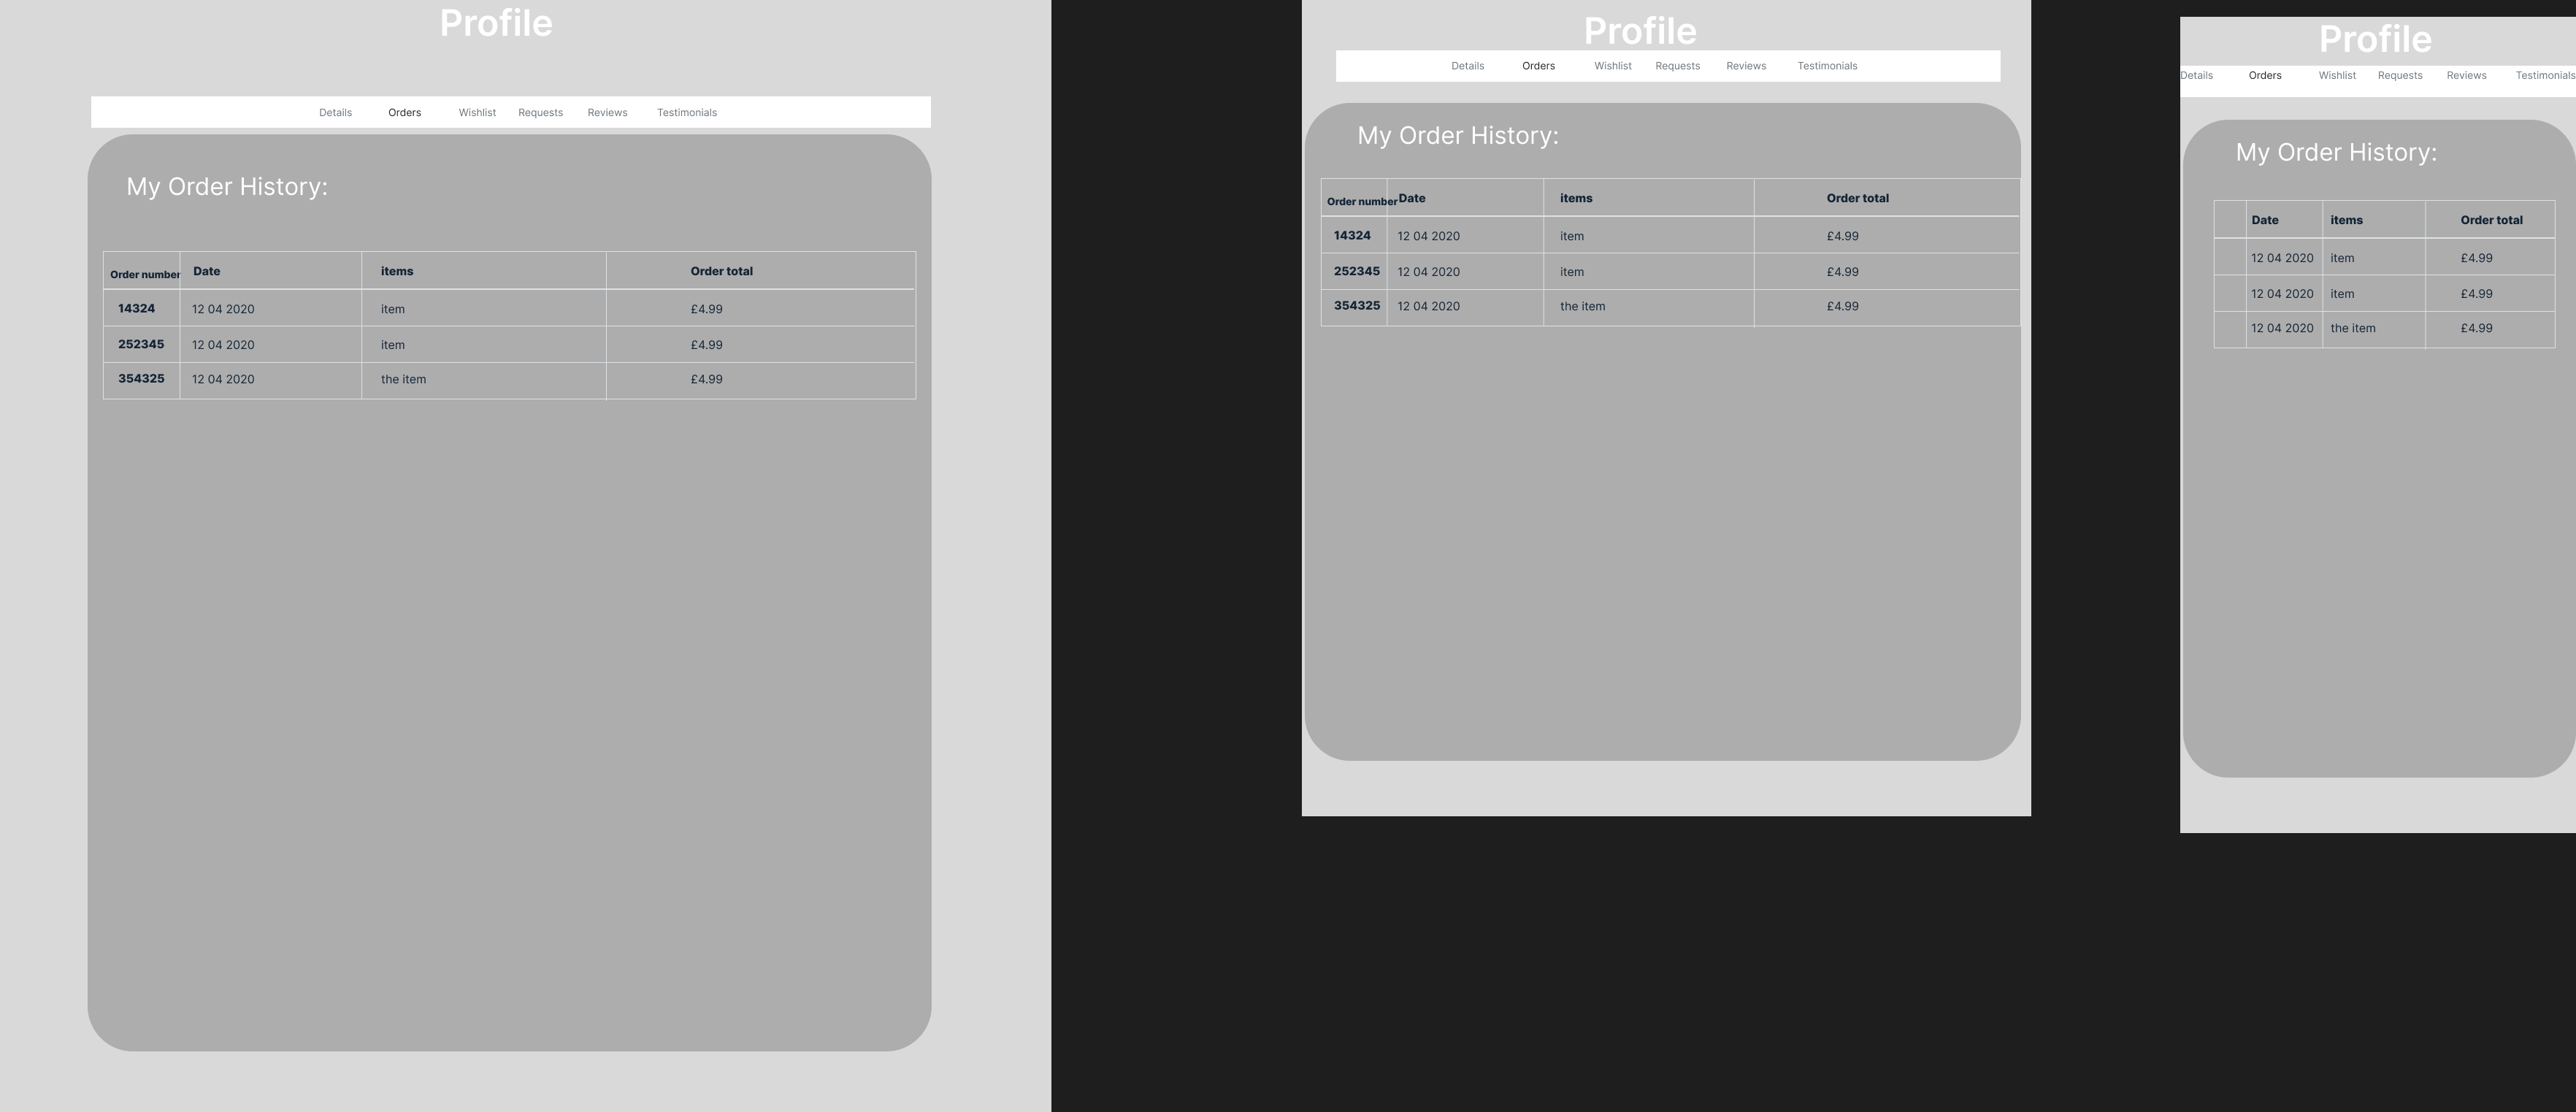 Profile
Details Orders Wishlist Requests Reviews Testimonials
My Order History:
Order number Date items Order total
14324 12 04 2020 item £4.99
252345 12 04 2020 item £4.99
354325 12 04 2020 the item £4.99
Profile
Details Orders Wishlist Requests Reviews Testimonials
My Order History:
Order number Date items Order total
14324 12 04 2020 item £4.99
252345 12 04 2020 item £4.99
354325 12 04 2020 the item £4.99
Profile
Details Orders Wishlist Requests Reviews Testimonials
My Order History:
Date items Order total
12 04 2020 item £4.99
12 04 2020 item £4.99
12 04 2020 the item £4.99